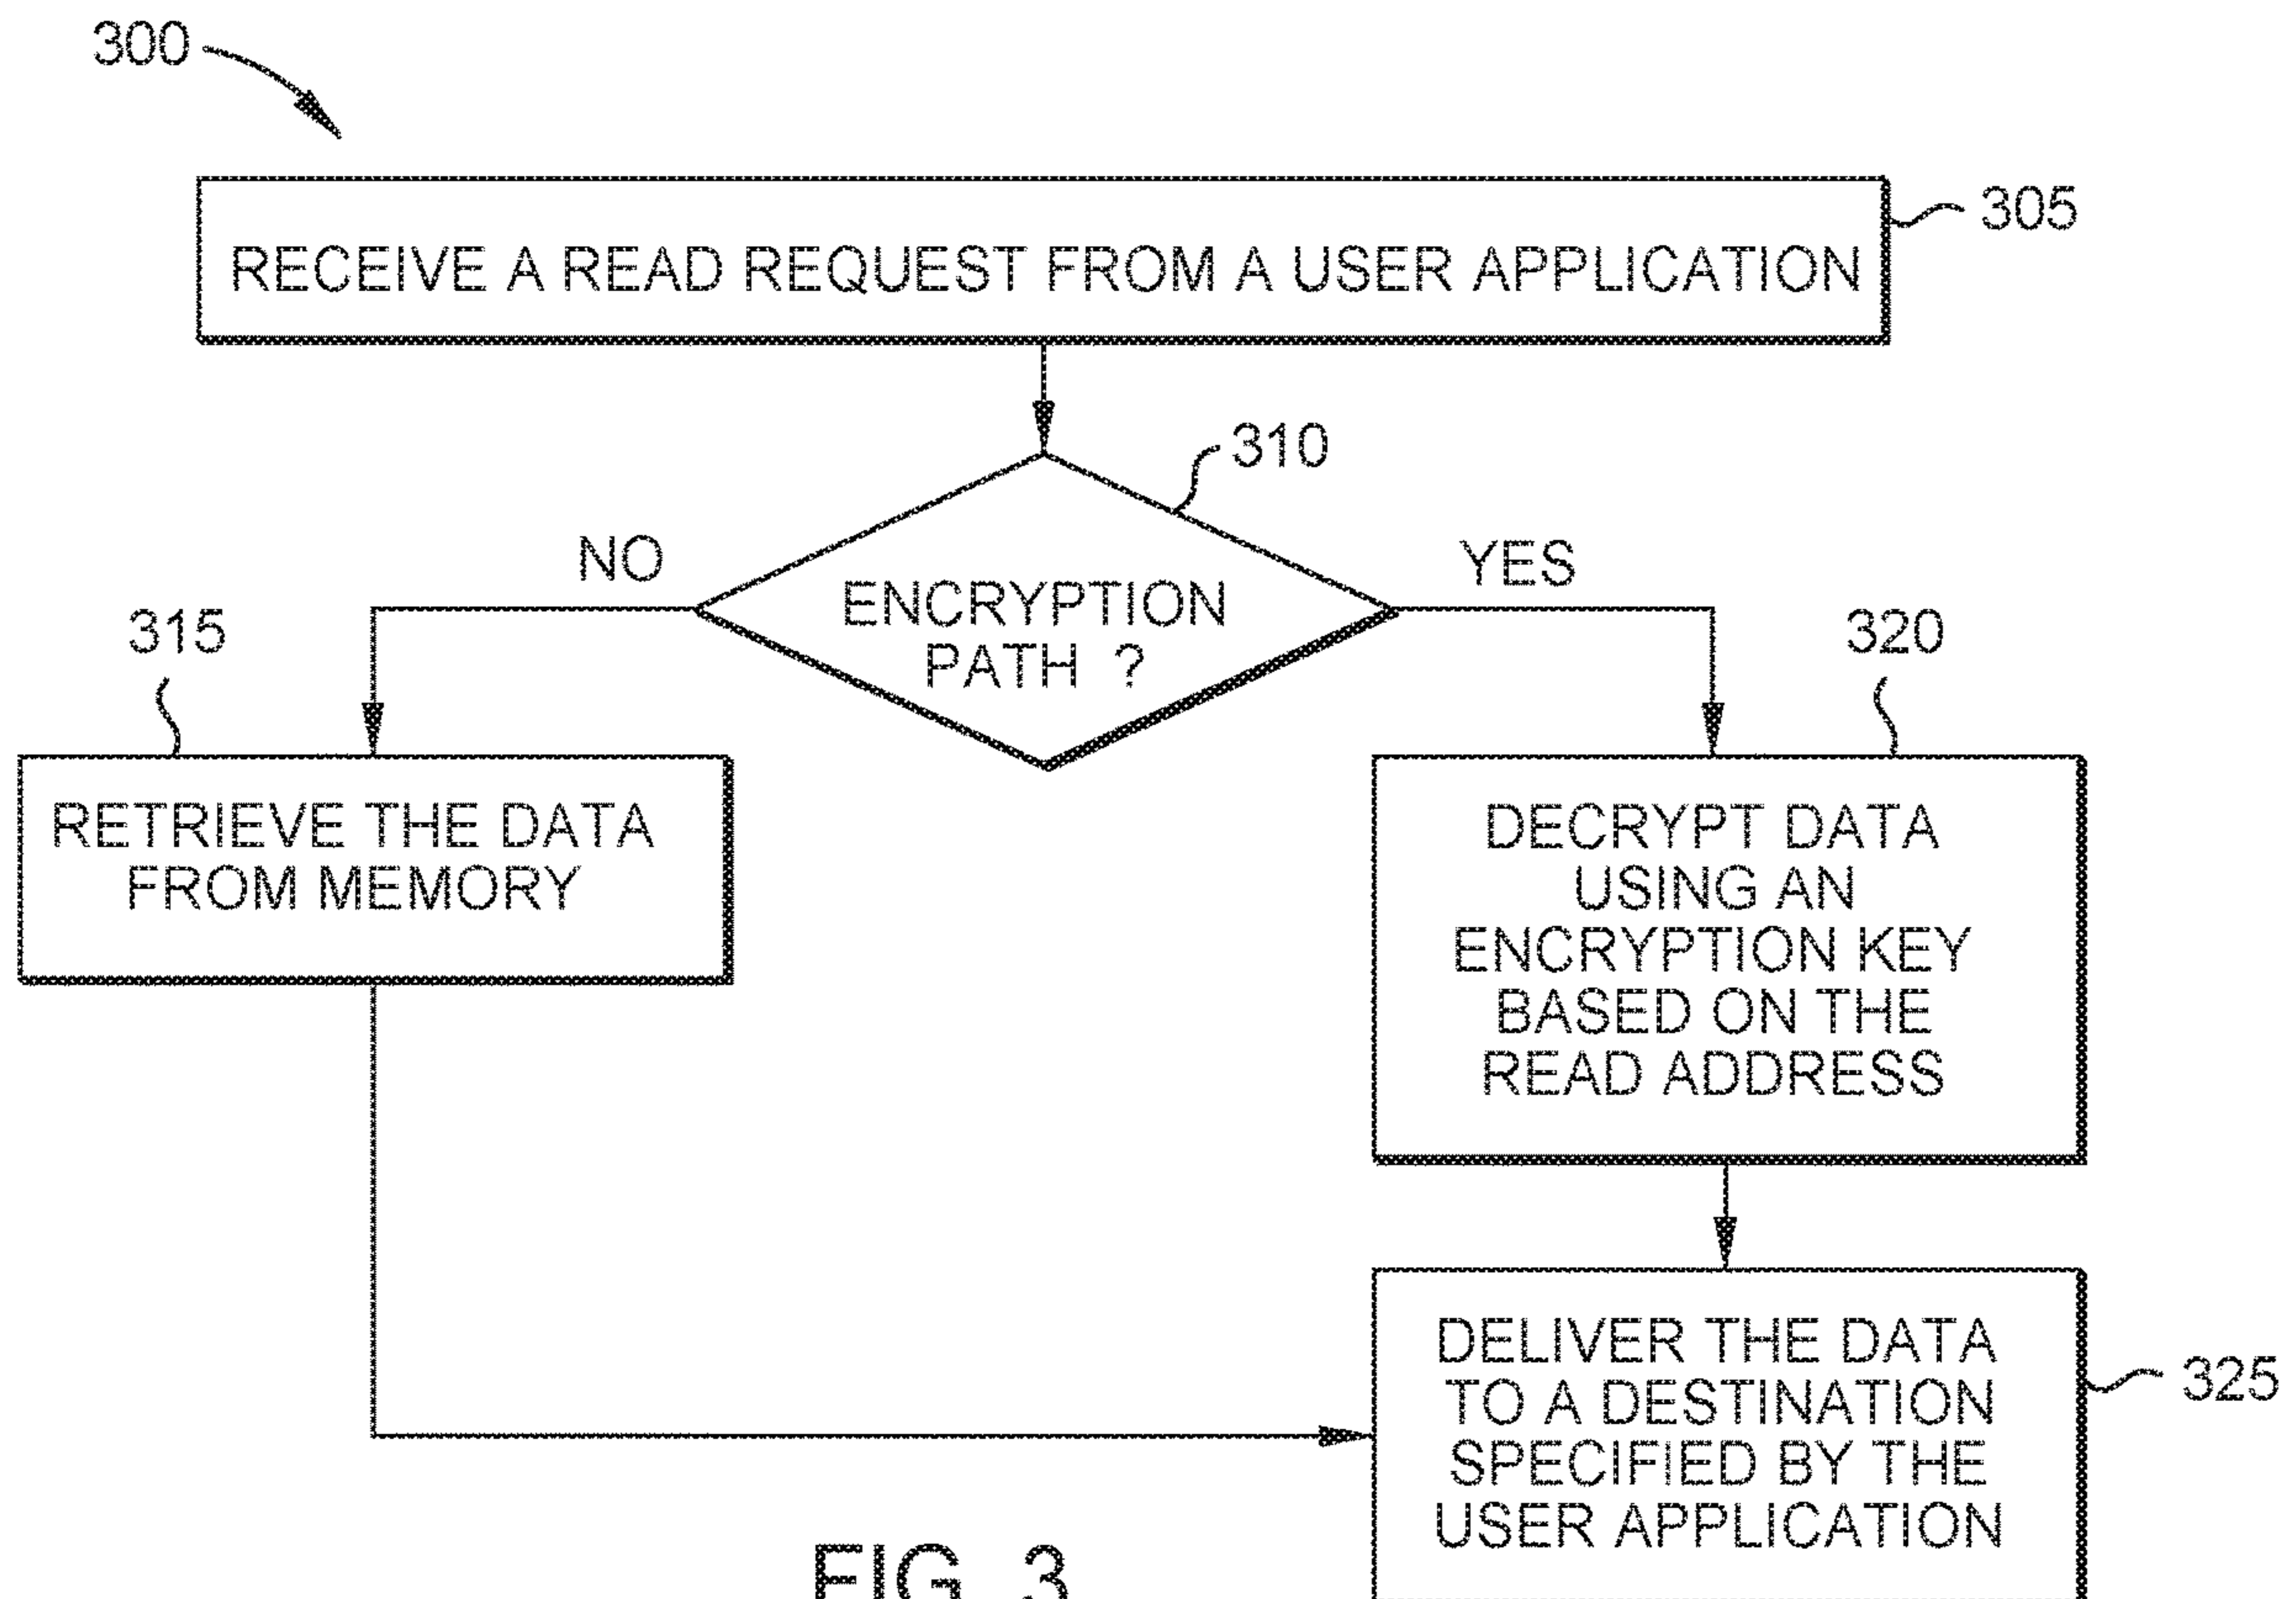 300
305
RECEIVE A READ REQUEST FROM A USER APPLICATION
310
NO
YES
ENCRYPTION
PATH ?
315
320
RETRIEVE THE DATA
FROM MEMORY
DECRYPT DATA
USING AN
ENCRYPTION KEY
BASED ON THE
READ ADDRESS
DELIVER THE DATA
TO A DESTINATION
SPECIFIED BY THE
USER APPLICATION
325
FIG. 3